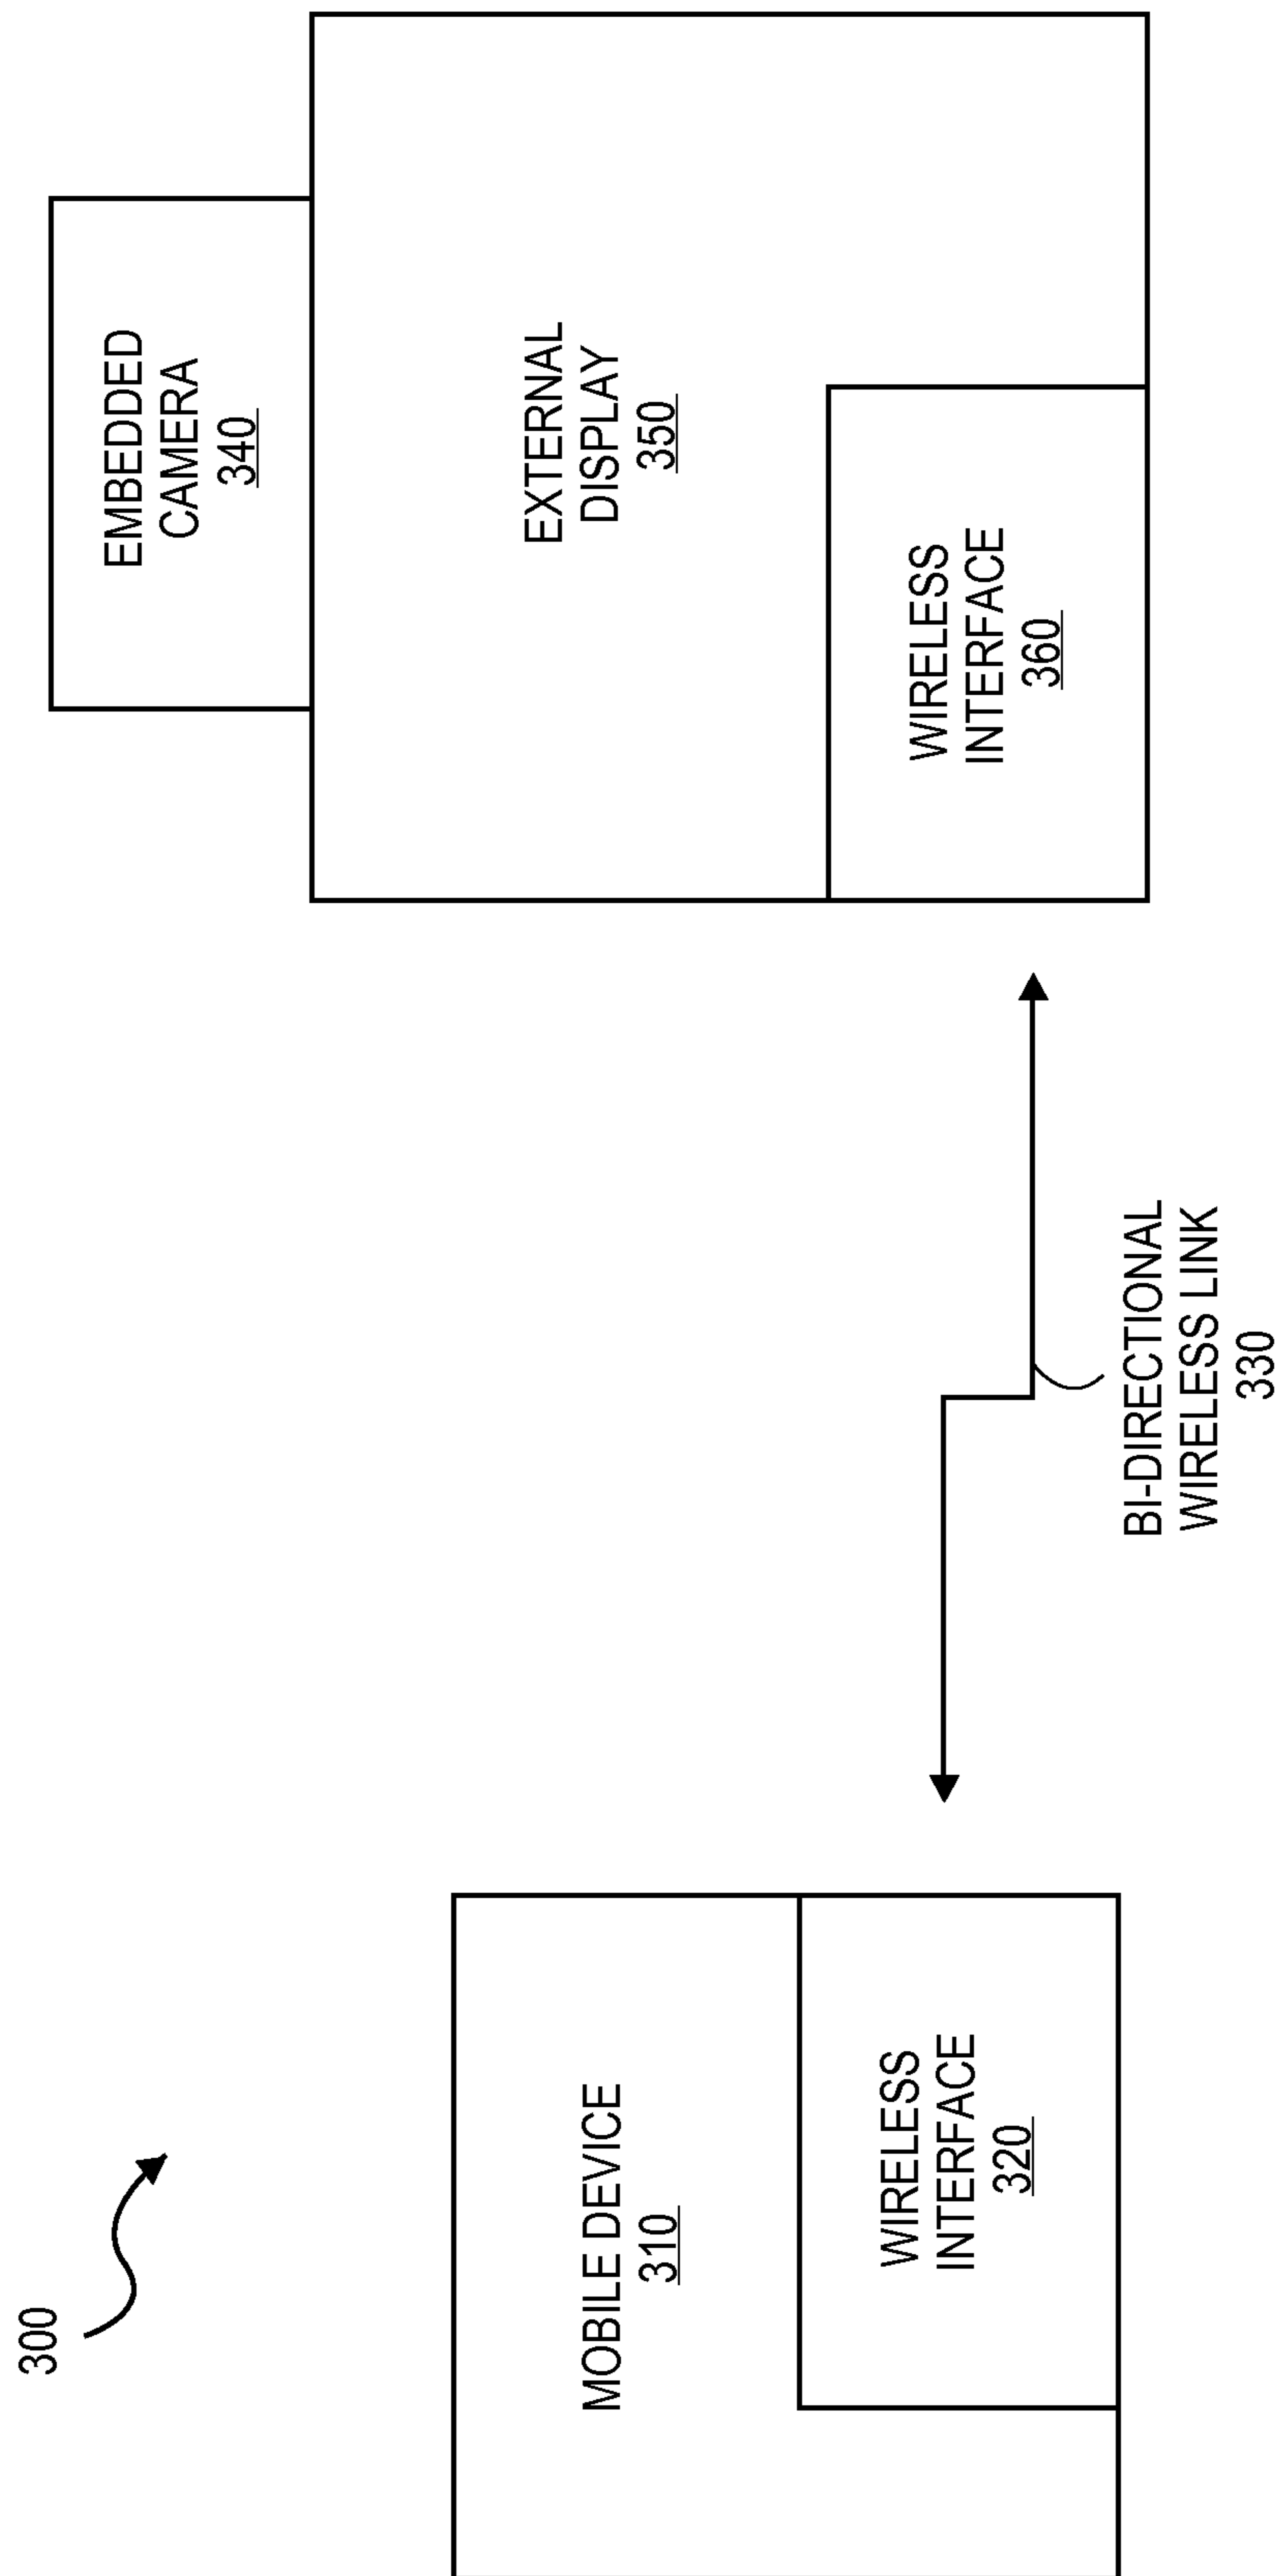 300
MOBILE DEVICE
310
WIRELESS
INTERFACE
320
BI-DIRECTIONAL
WIRELESS LINK
330
EMBEDDED
CAMERA
340
EXTERNAL
DISPLAY
350
WIRELESS
INTERFACE
360